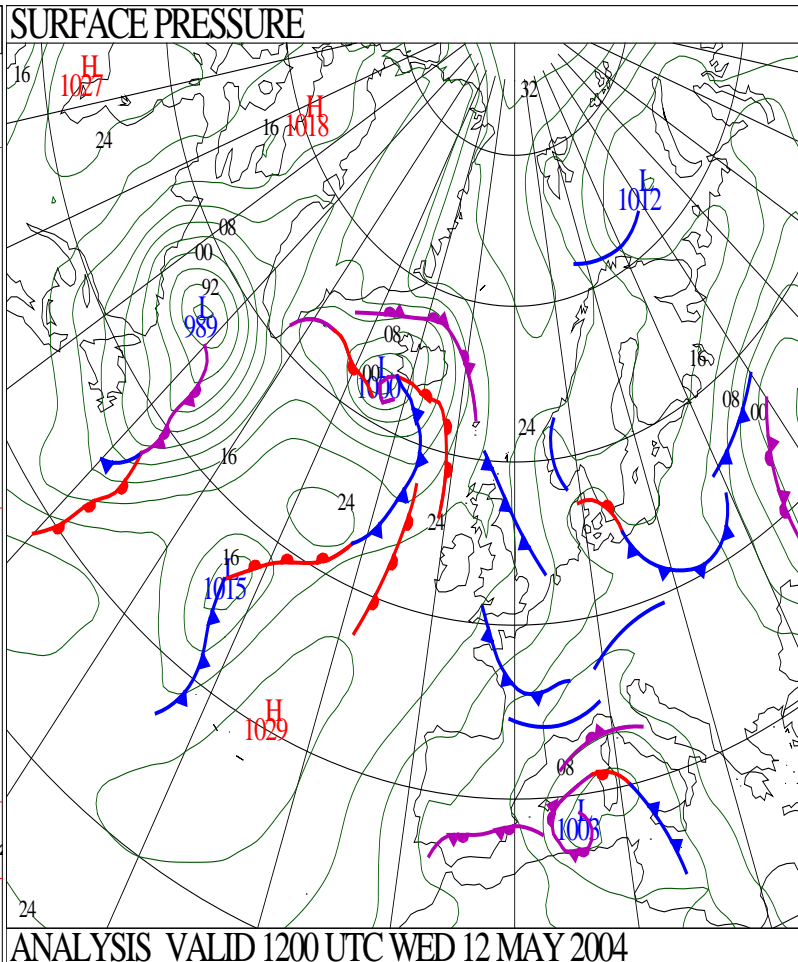 SURFACE PRESSURE
32
16
H
1027
H
1018
16
24
L
1012
08
00
92
L
989
08
16
L
00
1000
08
00
24
16
24
24
16
L
1015
H
1029
08
L
1003
24
ANALYSIS VALID 1200 UTC WED 12 MAY 2004